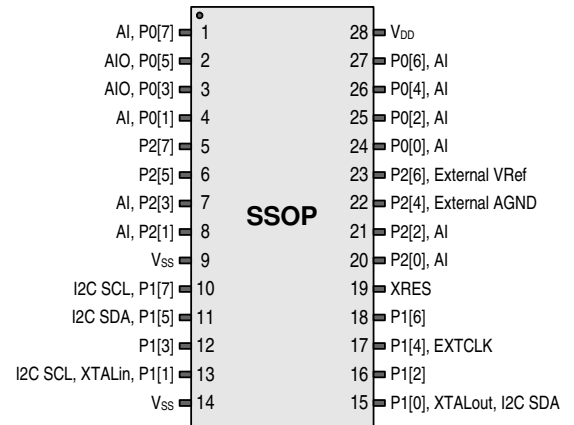 AI, P0[7] 1 28 VDD
AIO, P0[5] 2 27 P0[6], AI
AIO, P0[3] 3 26 P0[4], AI
AI, P0[1] 4 25 P0[2], AI
P2[7] 5 24 P0[0], AI
P2[5] 6 23 P2[6], External VRef
AI, P2[3] 7 22 P2[4], External AGND
SSOP
AI, P2[1] 8 21 P2[2], AI
Vss 9 20 P2[0], AI
I2C SCL, P1[7] 10 19 XRES
I2C SDA, P1[5] 11 18 P1[6]
P1[3] 12 17 P1[4], EXTCLK
I2C SCL, XTALin, P1[1] 13 16 P1[2]
Vss 14 15 P1[0], XTALout, I2C SDA